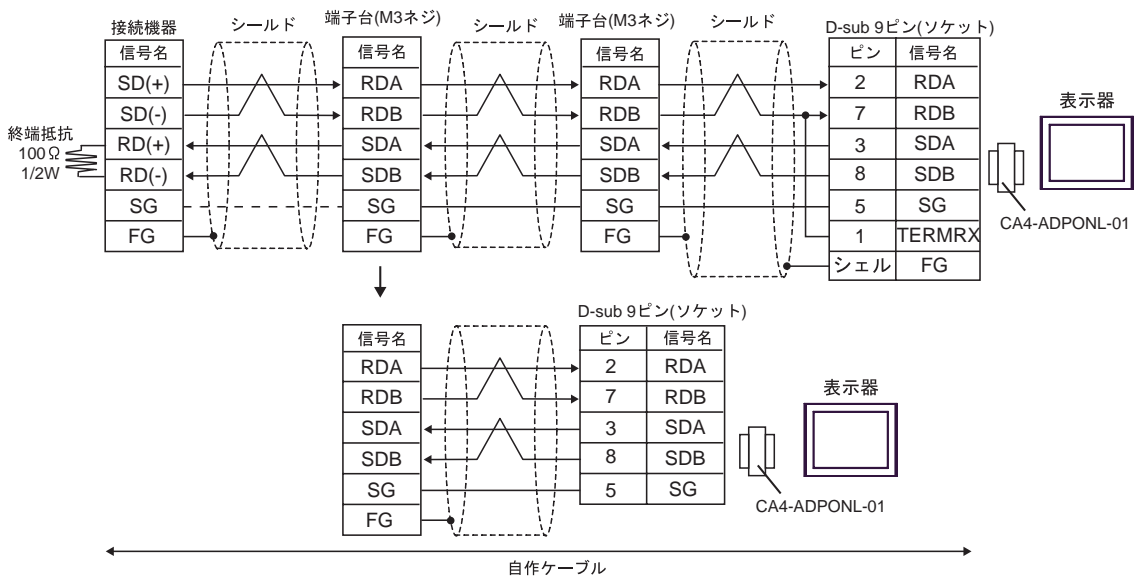 接続機器
シールド
端子台(M3ネジ)
シールド
端子台(M3ネジ)
シールド
D-sub 9ピン(ソケット)
信号名
信号名
信号名
ピン 信号名
SD(+)
RDA
RDA
2 RDA
SD(-)
RDB
RDB
7 RDB
RD(+)
SDA
SDA
3 SDA
RD(-)
SDB
SDB
8 SDB
SG
SG
SG
5 SG
FG
FG
FG
1 TERMRX
シェル FG
終端抵抗
100Ω
1/2W
表示器
CA4-ADPONL-01
D-sub 9ピン(ソケット)
信号名
ピン 信号名
RDA
2 RDA
RDB
7 RDB
SDA
3 SDA
SDB
8 SDB
SG
5 SG
FG
表示器
CA4-ADPONL-01
自作ケーブル